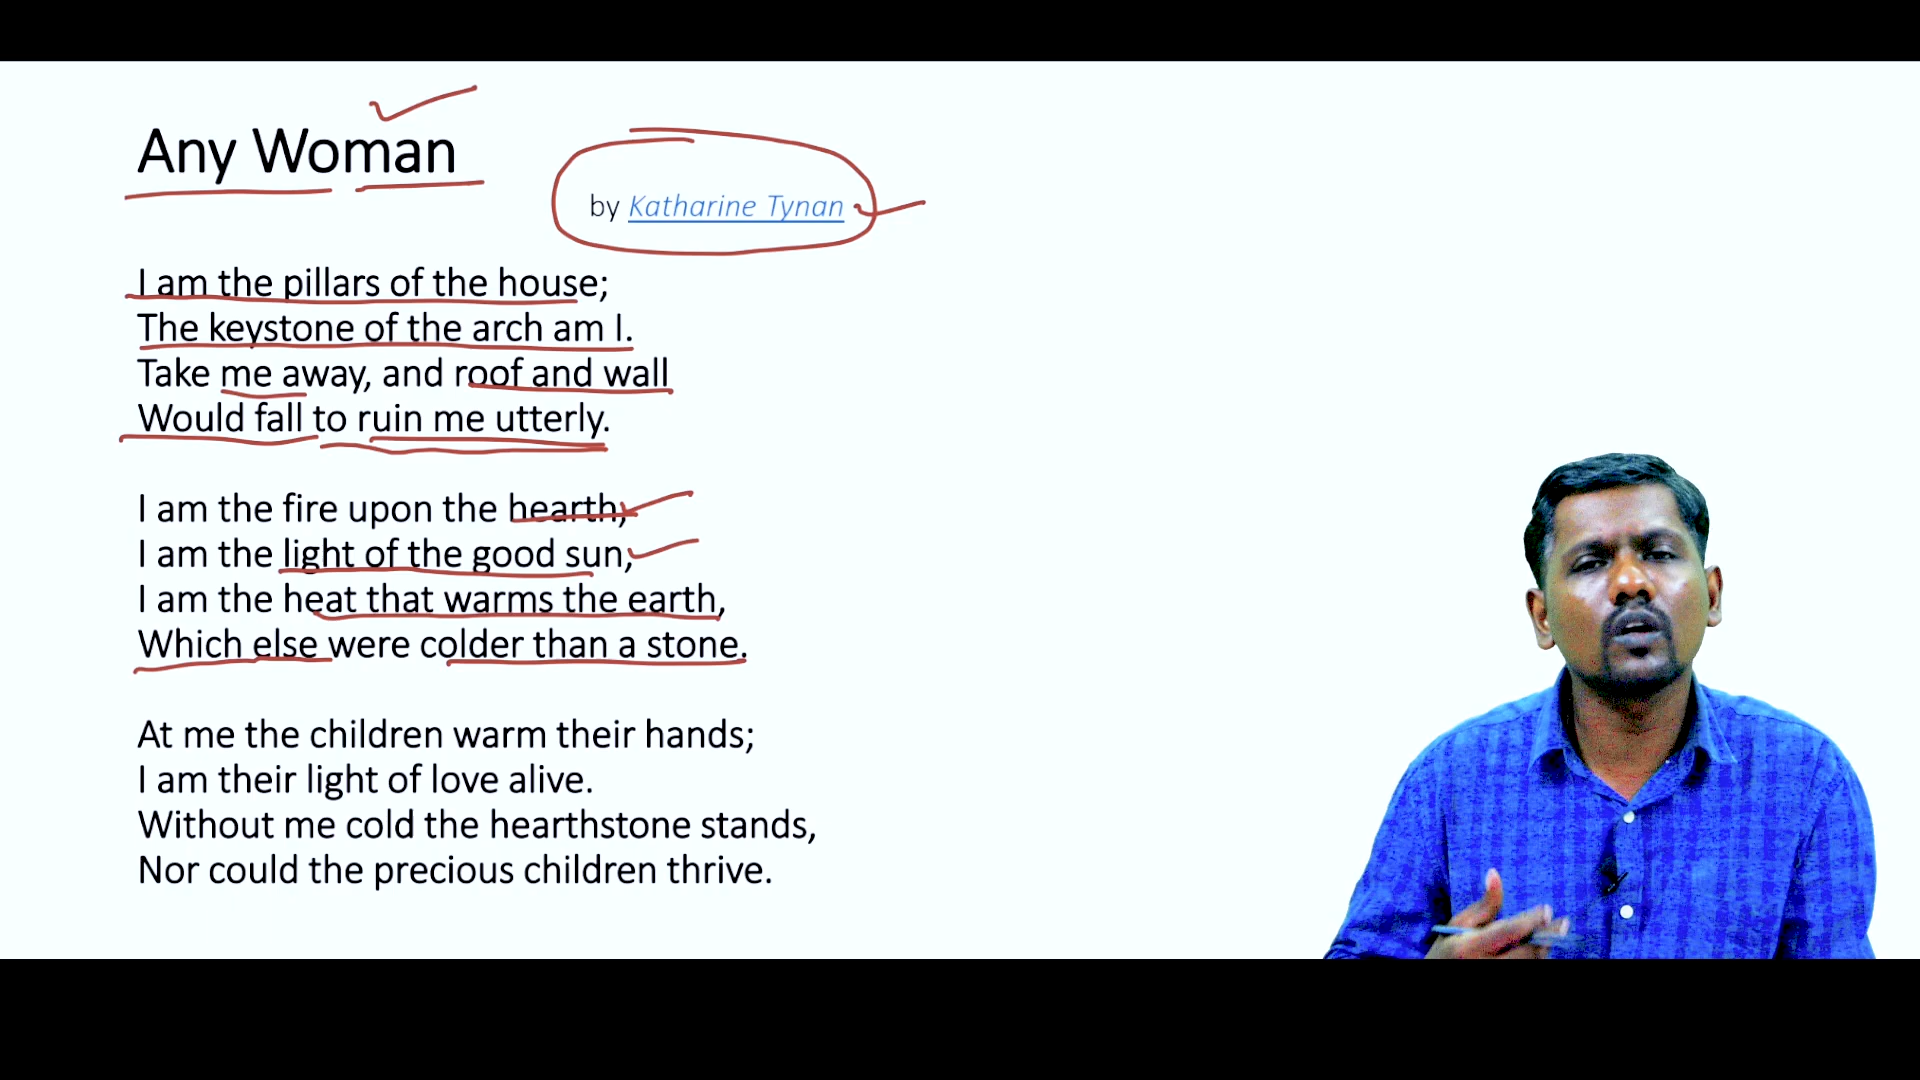 Any Woman
by Katharine Tynan
I am the pillars of the house;
The keystone of the arch am I.
Take me away, and roof and wall
Would fall to ruin me utterly.
I am the fire upon the hearth,
I am the light of the good sun,
I am the heat that warms the earth,
Which else were colder than a stone.
At me the children warm their hands;
I am their light of love alive.
Without me cold the hearthstone stands,
Nor could the precious children thrive.